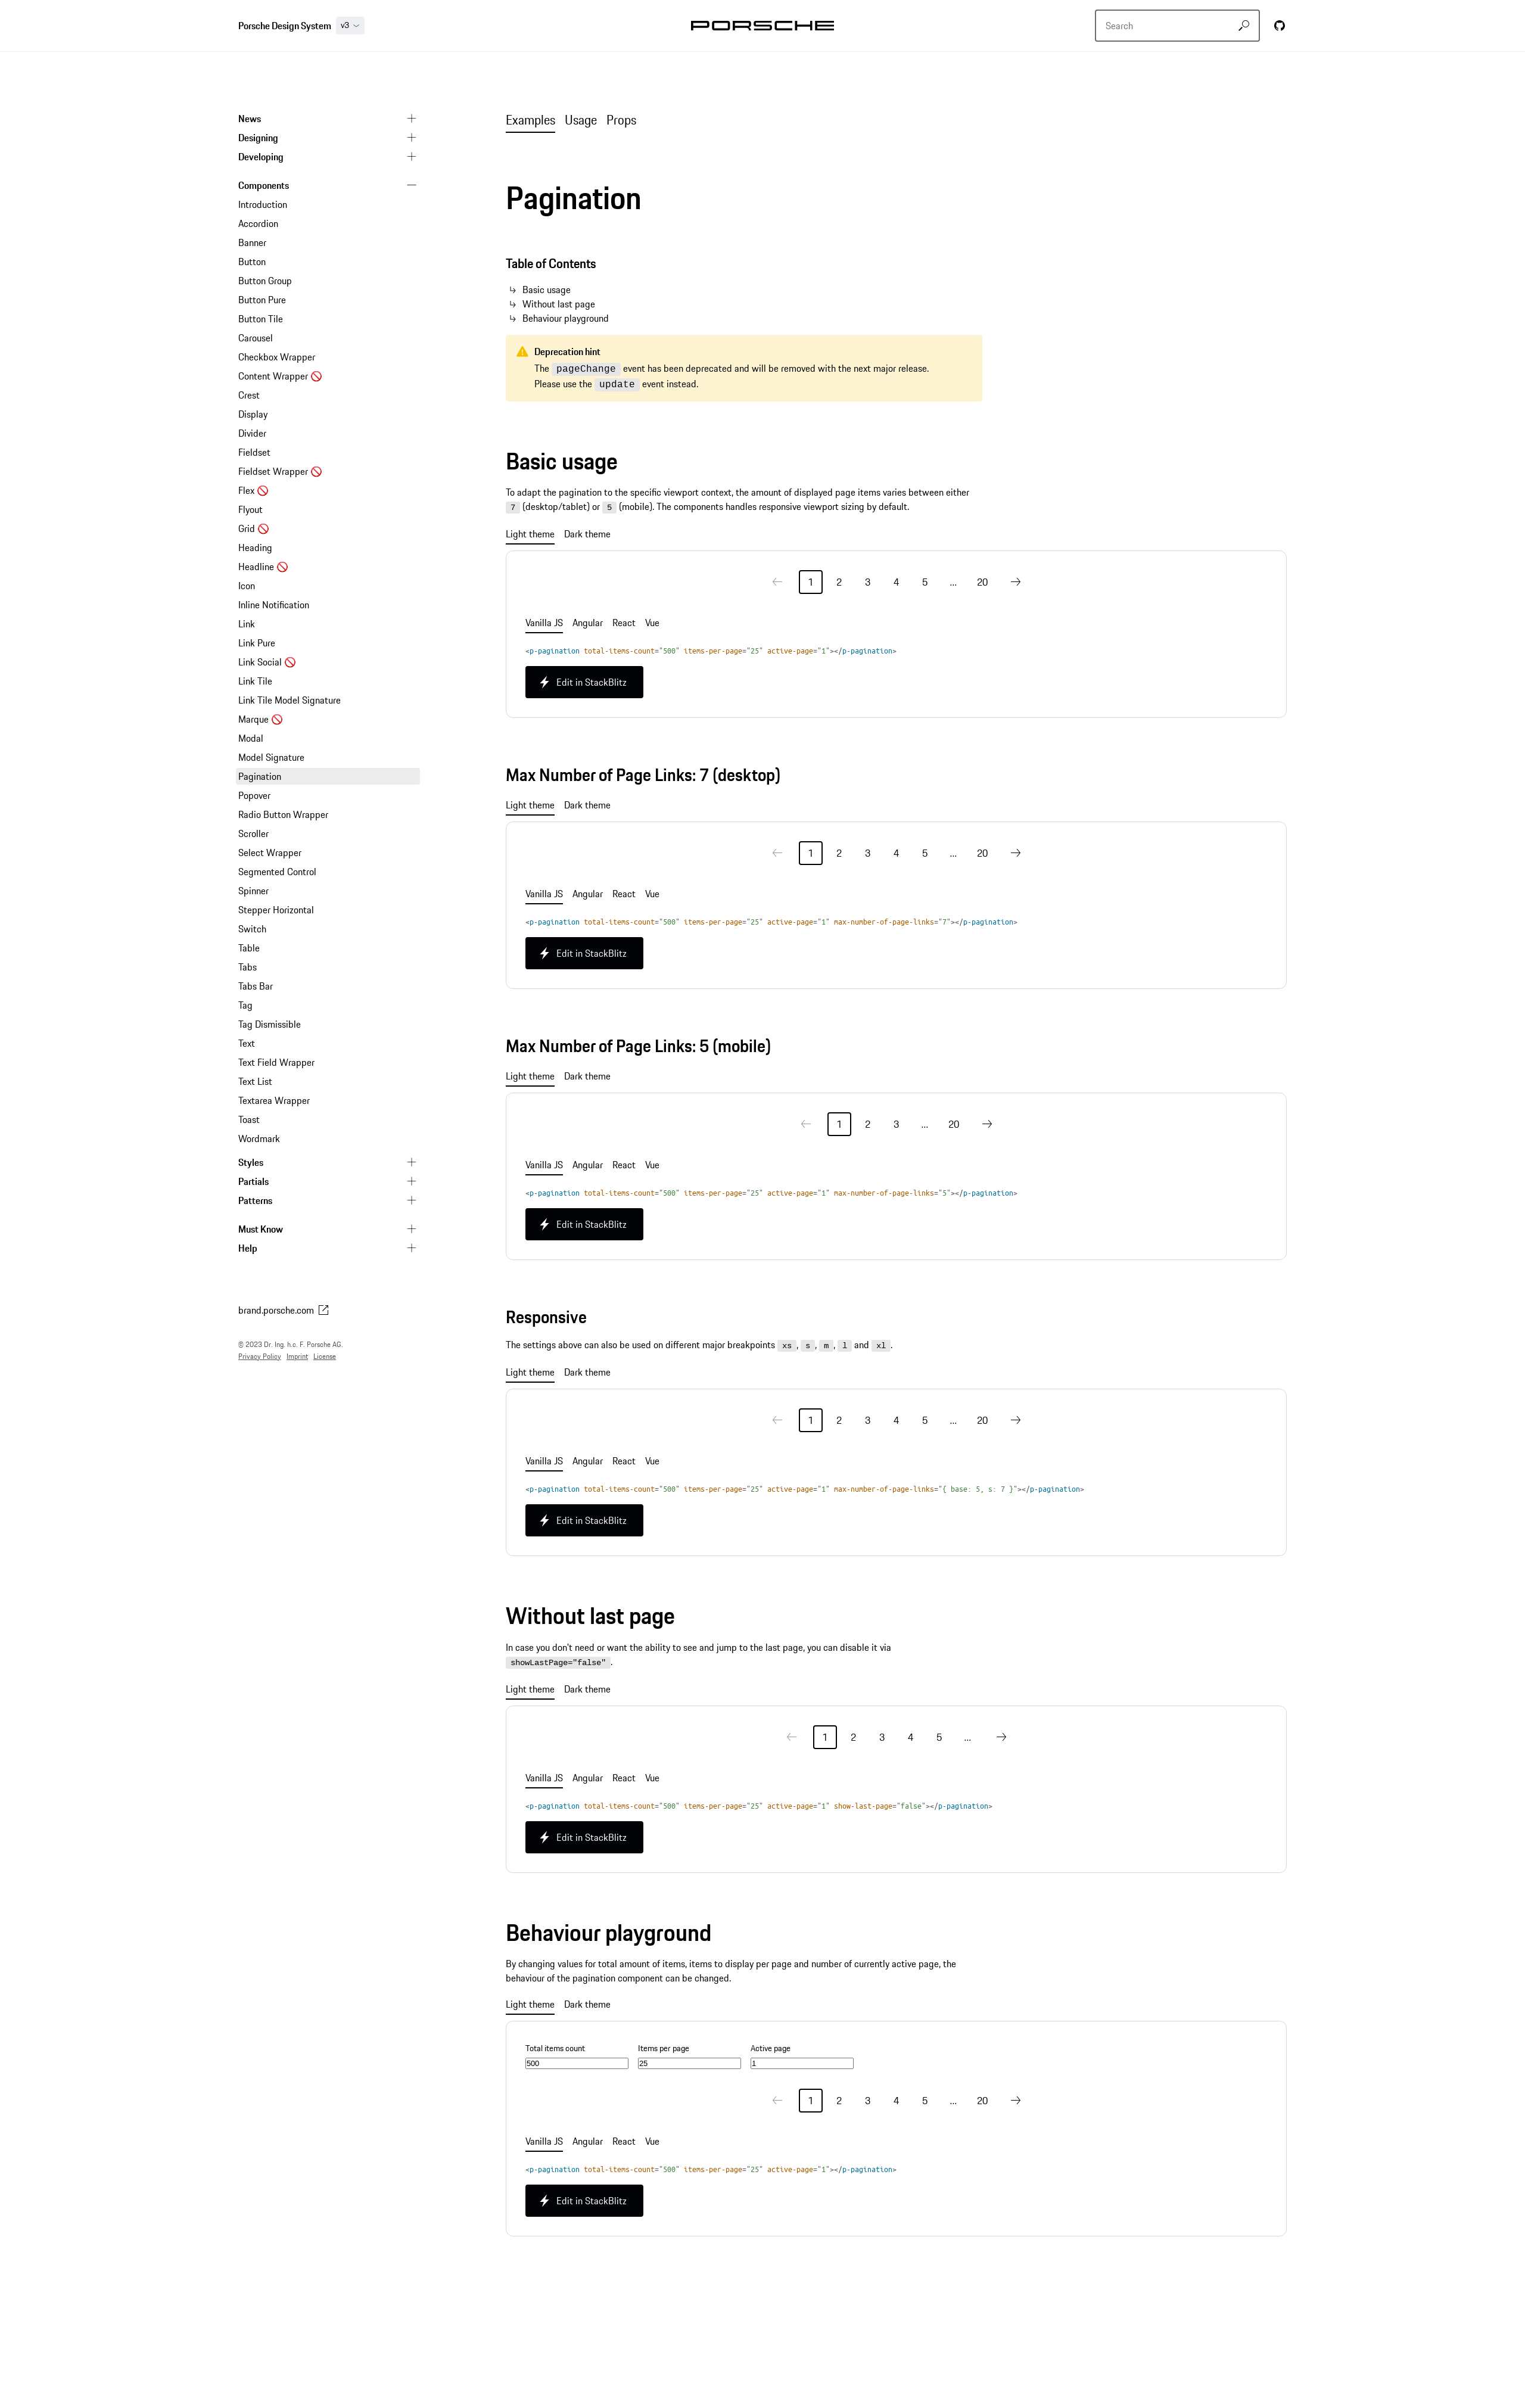 Porsche Design System v3
PORSCHE
Search
News
Designing
Developing
Components
Introduction
Accordion
Banner
Button
Button Group
Button Pure
Button Tile
Carousel
Checkbox Wrapper
Content Wrapper 🚫
Crest
Display
Divider
Fieldset
Fieldset Wrapper 🚫
Flex 🚫
Flyout
Grid 🚫
Heading
Headline 🚫
Icon
Inline Notification
Link
Link Pure
Link Social 🚫
Link Tile
Link Tile Model Signature
Marque 🚫
Modal
Model Signature
Pagination
Popover
Radio Button Wrapper
Scroller
Select Wrapper
Segmented Control
Spinner
Stepper Horizontal
Switch
Table
Tabs
Tabs Bar
Tag
Tag Dismissible
Text
Text Field Wrapper
Text List
Textarea Wrapper
Toast
Wordmark
Styles
Partials
Patterns
Must Know
Help
brand.porsche.com
© 2023 Dr. Ing. h.c. F. Porsche AG.
Privacy Policy Imprint License
Examples Usage Props
Pagination
Table of Contents
Basic usage
Without last page
Behaviour playground
Deprecation hint
The pageChange event has been deprecated and will be removed with the next major release.
Please use the update event instead.
Basic usage
To adapt the pagination to the specific viewport context, the amount of displayed page items varies between either
7 (desktop/tablet) or 5 (mobile). The components handles responsive viewport sizing by default.
Light theme Dark theme
1 2 3 4 5 ... 20
Vanilla JS Angular React Vue
<p-pagination total-items-count="500" items-per-page="25" active-page="1"></p-pagination>
Edit in StackBlitz
Max Number of Page Links: 7 (desktop)
Light theme Dark theme
1 2 3 4 5 ... 20
Vanilla JS Angular React Vue
<p-pagination total-items-count="500" items-per-page="25" active-page="1" max-number-of-page-links="7"></p-pagination>
Edit in StackBlitz
Max Number of Page Links: 5 (mobile)
Light theme Dark theme
1 2 3 ... 20
Vanilla JS Angular React Vue
<p-pagination total-items-count="500" items-per-page="25" active-page="1" max-number-of-page-links="5"></p-pagination>
Edit in StackBlitz
Responsive
The settings above can also be used on different major breakpoints xs, s, m, l and xl.
Light theme Dark theme
1 2 3 4 5 ... 20
Vanilla JS Angular React Vue
<p-pagination total-items-count="500" items-per-page="25" active-page="1" max-number-of-page-links="{ base: 5, s: 7 }"></p-pagination>
Edit in StackBlitz
Without last page
In case you don't need or want the ability to see and jump to the last page, you can disable it via
showLastPage="false".
Light theme Dark theme
1 2 3 4 5 ...
Vanilla JS Angular React Vue
<p-pagination total-items-count="500" items-per-page="25" active-page="1" show-last-page="false"></p-pagination>
Edit in StackBlitz
Behaviour playground
By changing values for total amount of items, items to display per page and number of currently active page, the
behaviour of the pagination component can be changed.
Light theme Dark theme
Total items count Items per page Active page
500 25 1
1 2 3 4 5 ... 20
Vanilla JS Angular React Vue
<p-pagination total-items-count="500" items-per-page="25" active-page="1"></p-pagination>
Edit in StackBlitz